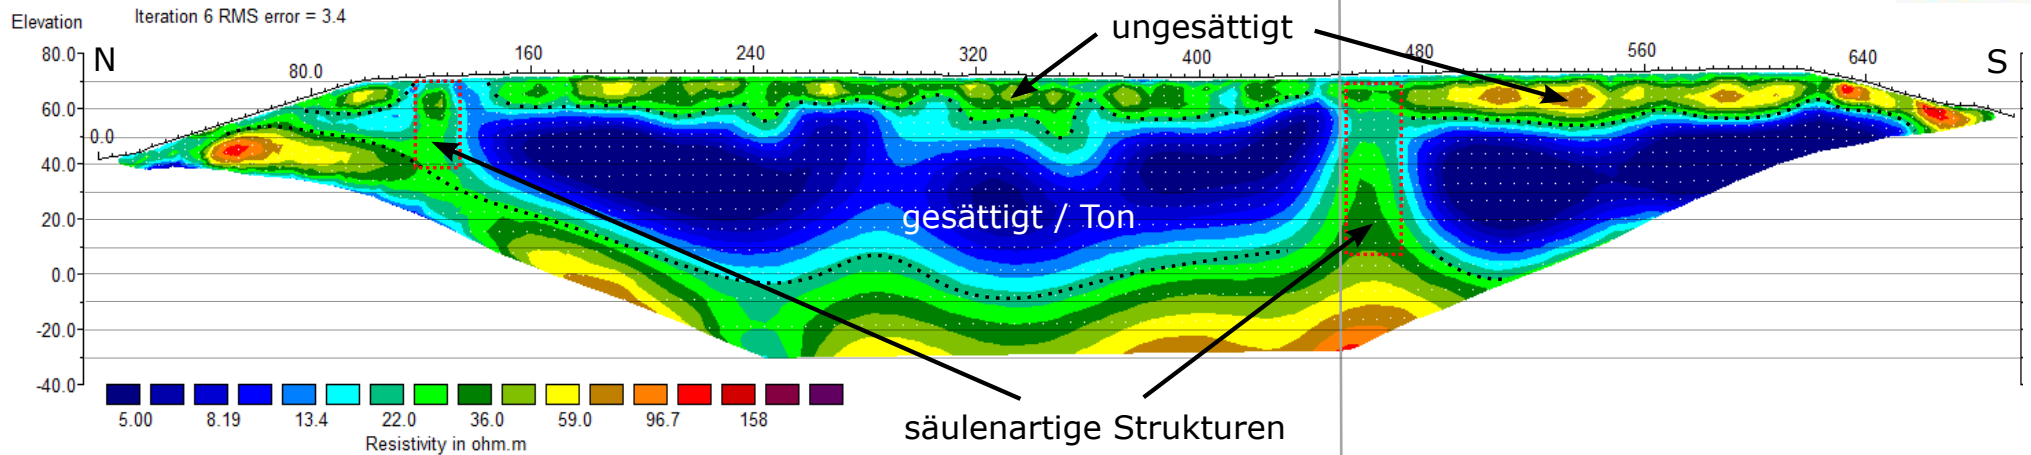 Elevation
Iteration 6 RMS error = 3.4
ungesättigt
80.0 N 160 240 320 400 480 560 640 S
80.0
60.0
0.0
40.0
gesättigt / Ton
20.0
0.0
-20.0
-40.0
5.00 8.19 13.4 22.0 36.0 59.0 96.7 158
säulenartige Strukturen
Resistivity in ohm.m